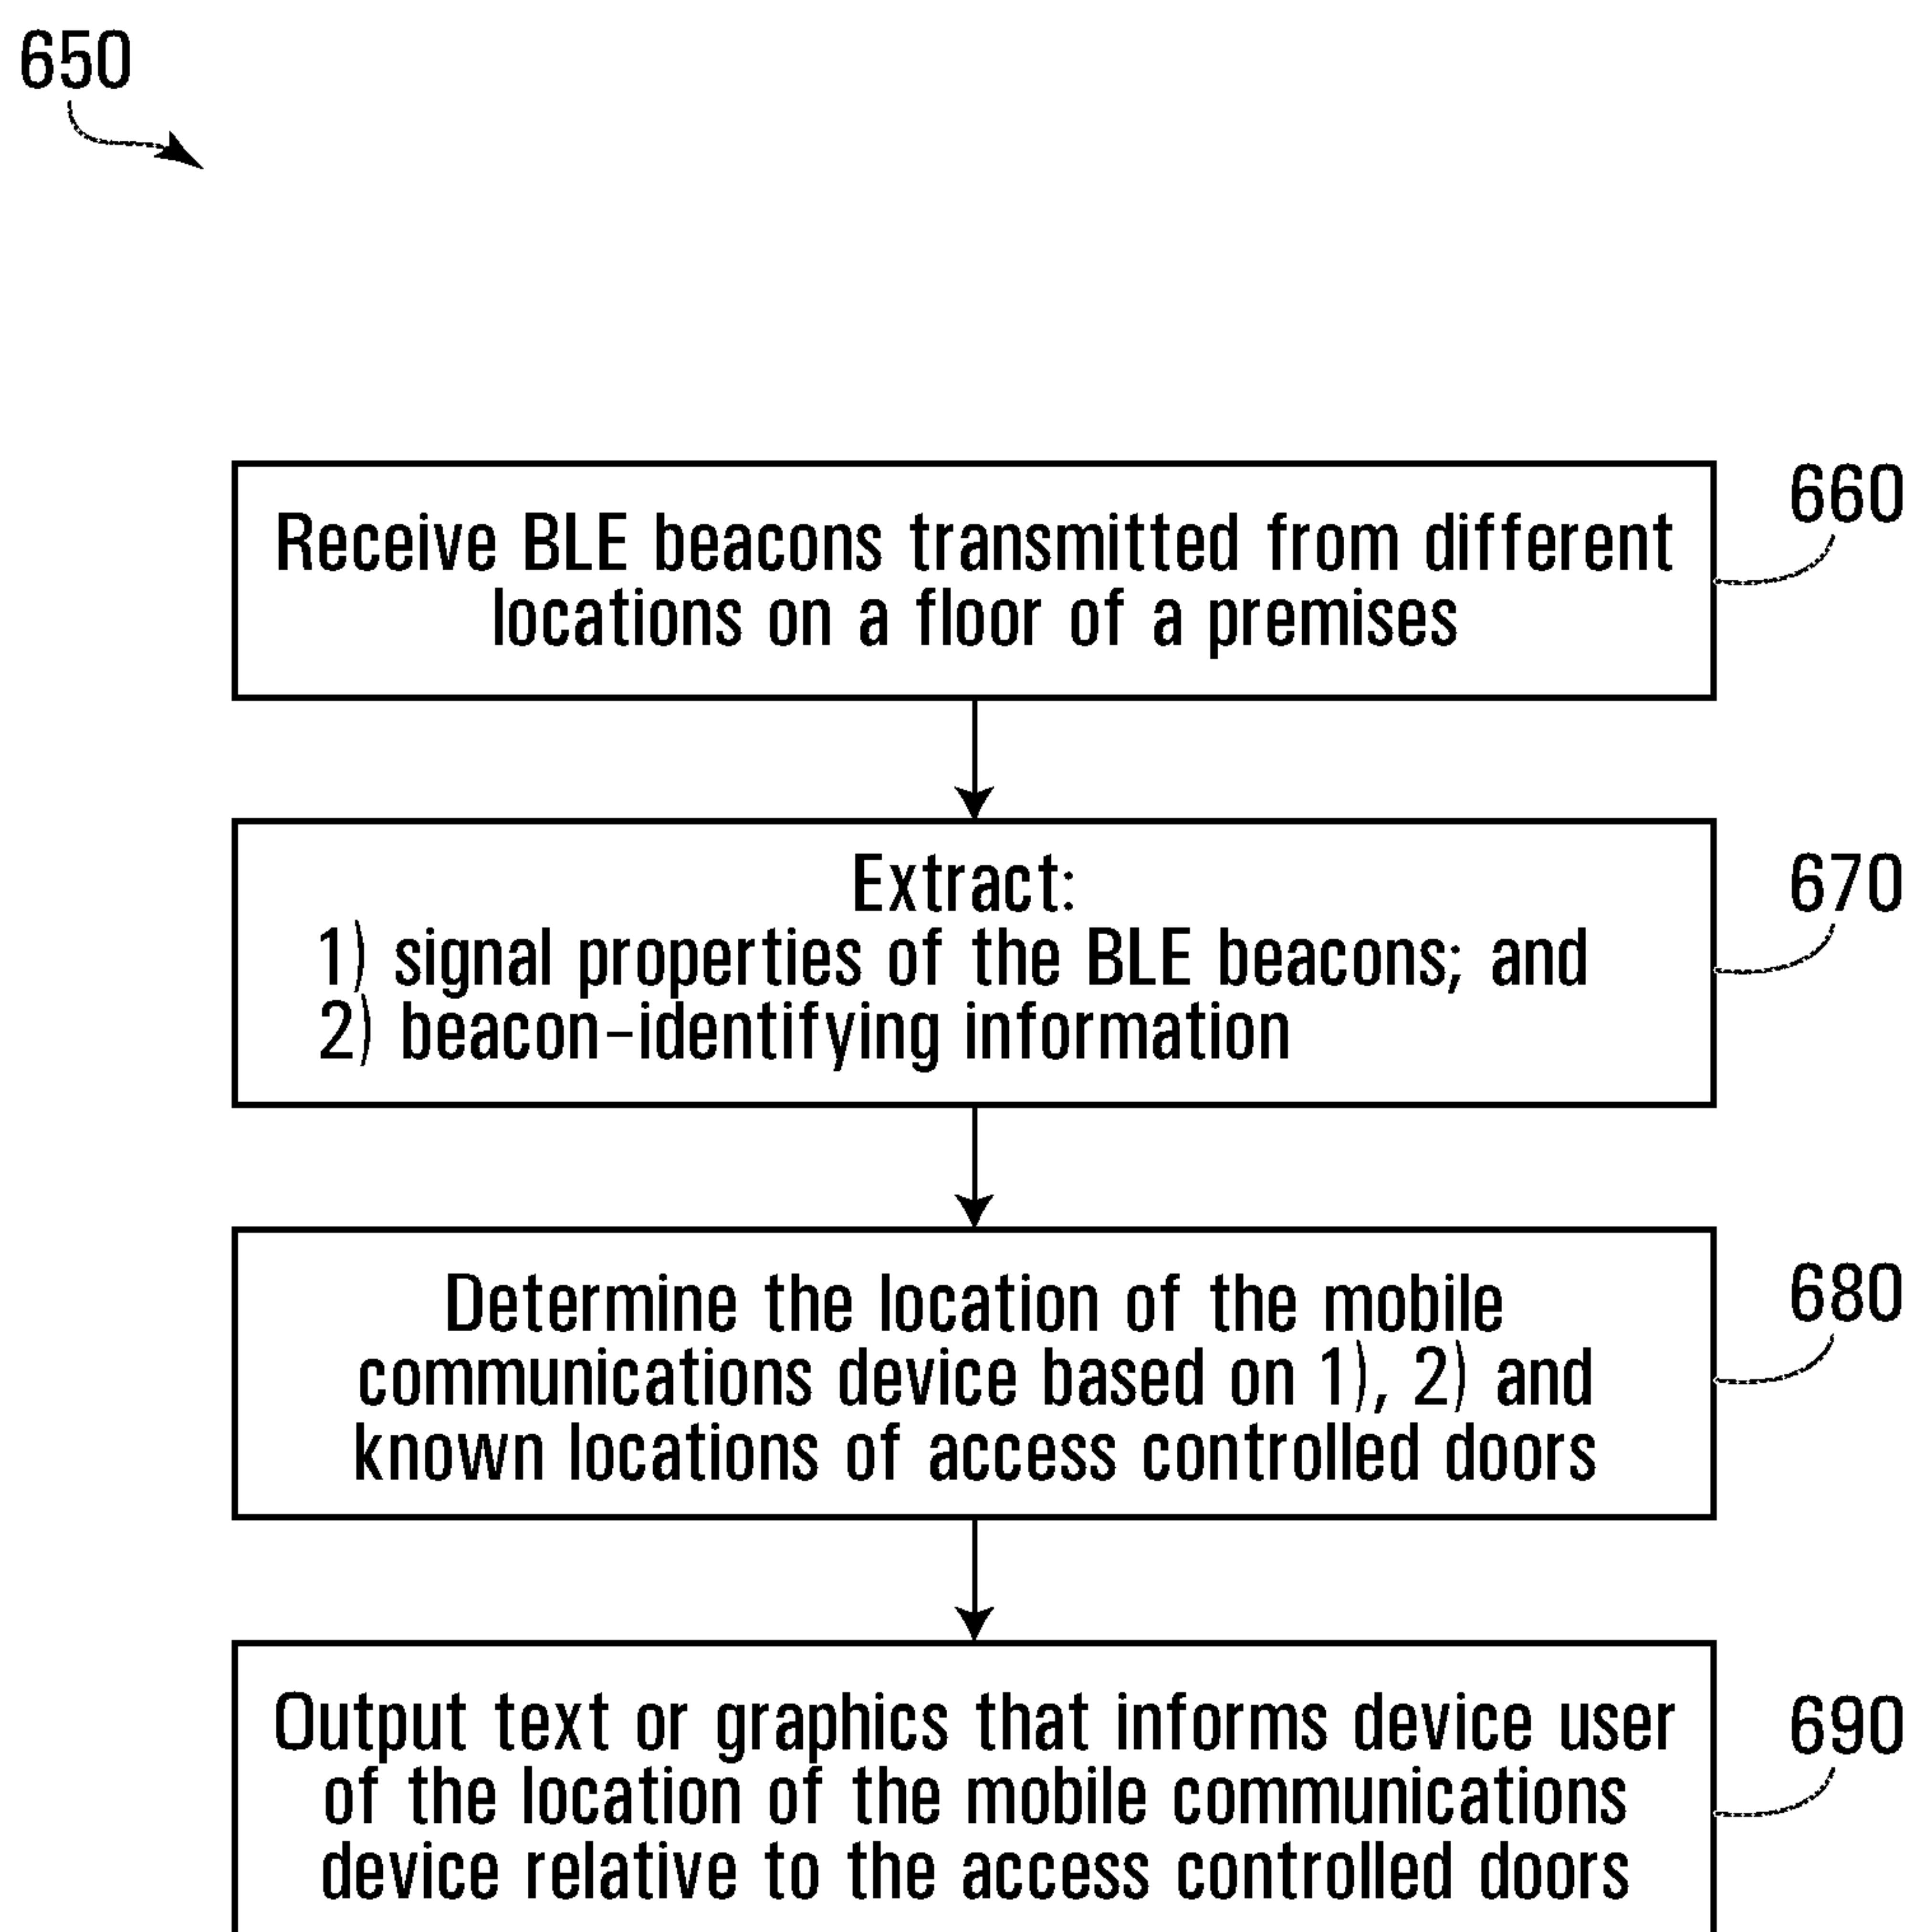 650
660
Receive BLE beacons transmitted from different
locations on a floor of a premises
670
Extract:
1) signal properties of the BLE beacons; and
2) beacon-identifying information
680
Determine the location of the mobile
communications device based on 1), 2) and
known locations of access controlled doors
690
Output text or graphics that informs device user
of the location of the mobile communications
device relative to the access controlled doors